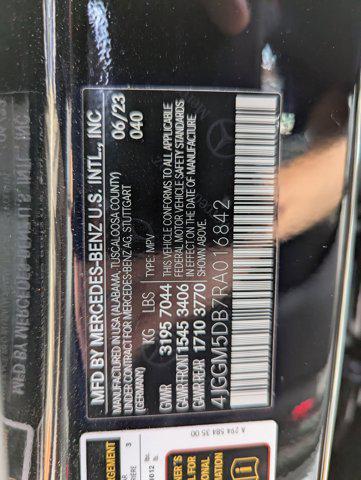 MFD BY MERCEDES-BENZ U.S. INTL., INC
MANUFACTURED IN USA (ALABAMA, TUSCALOOSA COUNTY)
MANUFACTURED FOR MERCEDES-BENZ AG, STUTTGART
(GERMANY)
06/23
040
KG LBS TYPE: MPV
GVWR 3195 7044
GAWR FRONT 1545 3406
GAWR REAR 1710 3770
THIS VEHICLE CONFORMS TO ALL APPLICABLE
FEDERAL MOTOR VEHICLE SAFETY STANDARDS
IN EFFECT ON THE DATE OF MANUFACTURE
SHOWN ABOVE.
4JGGM5DB7RA016842
A 294 584 35 00
3